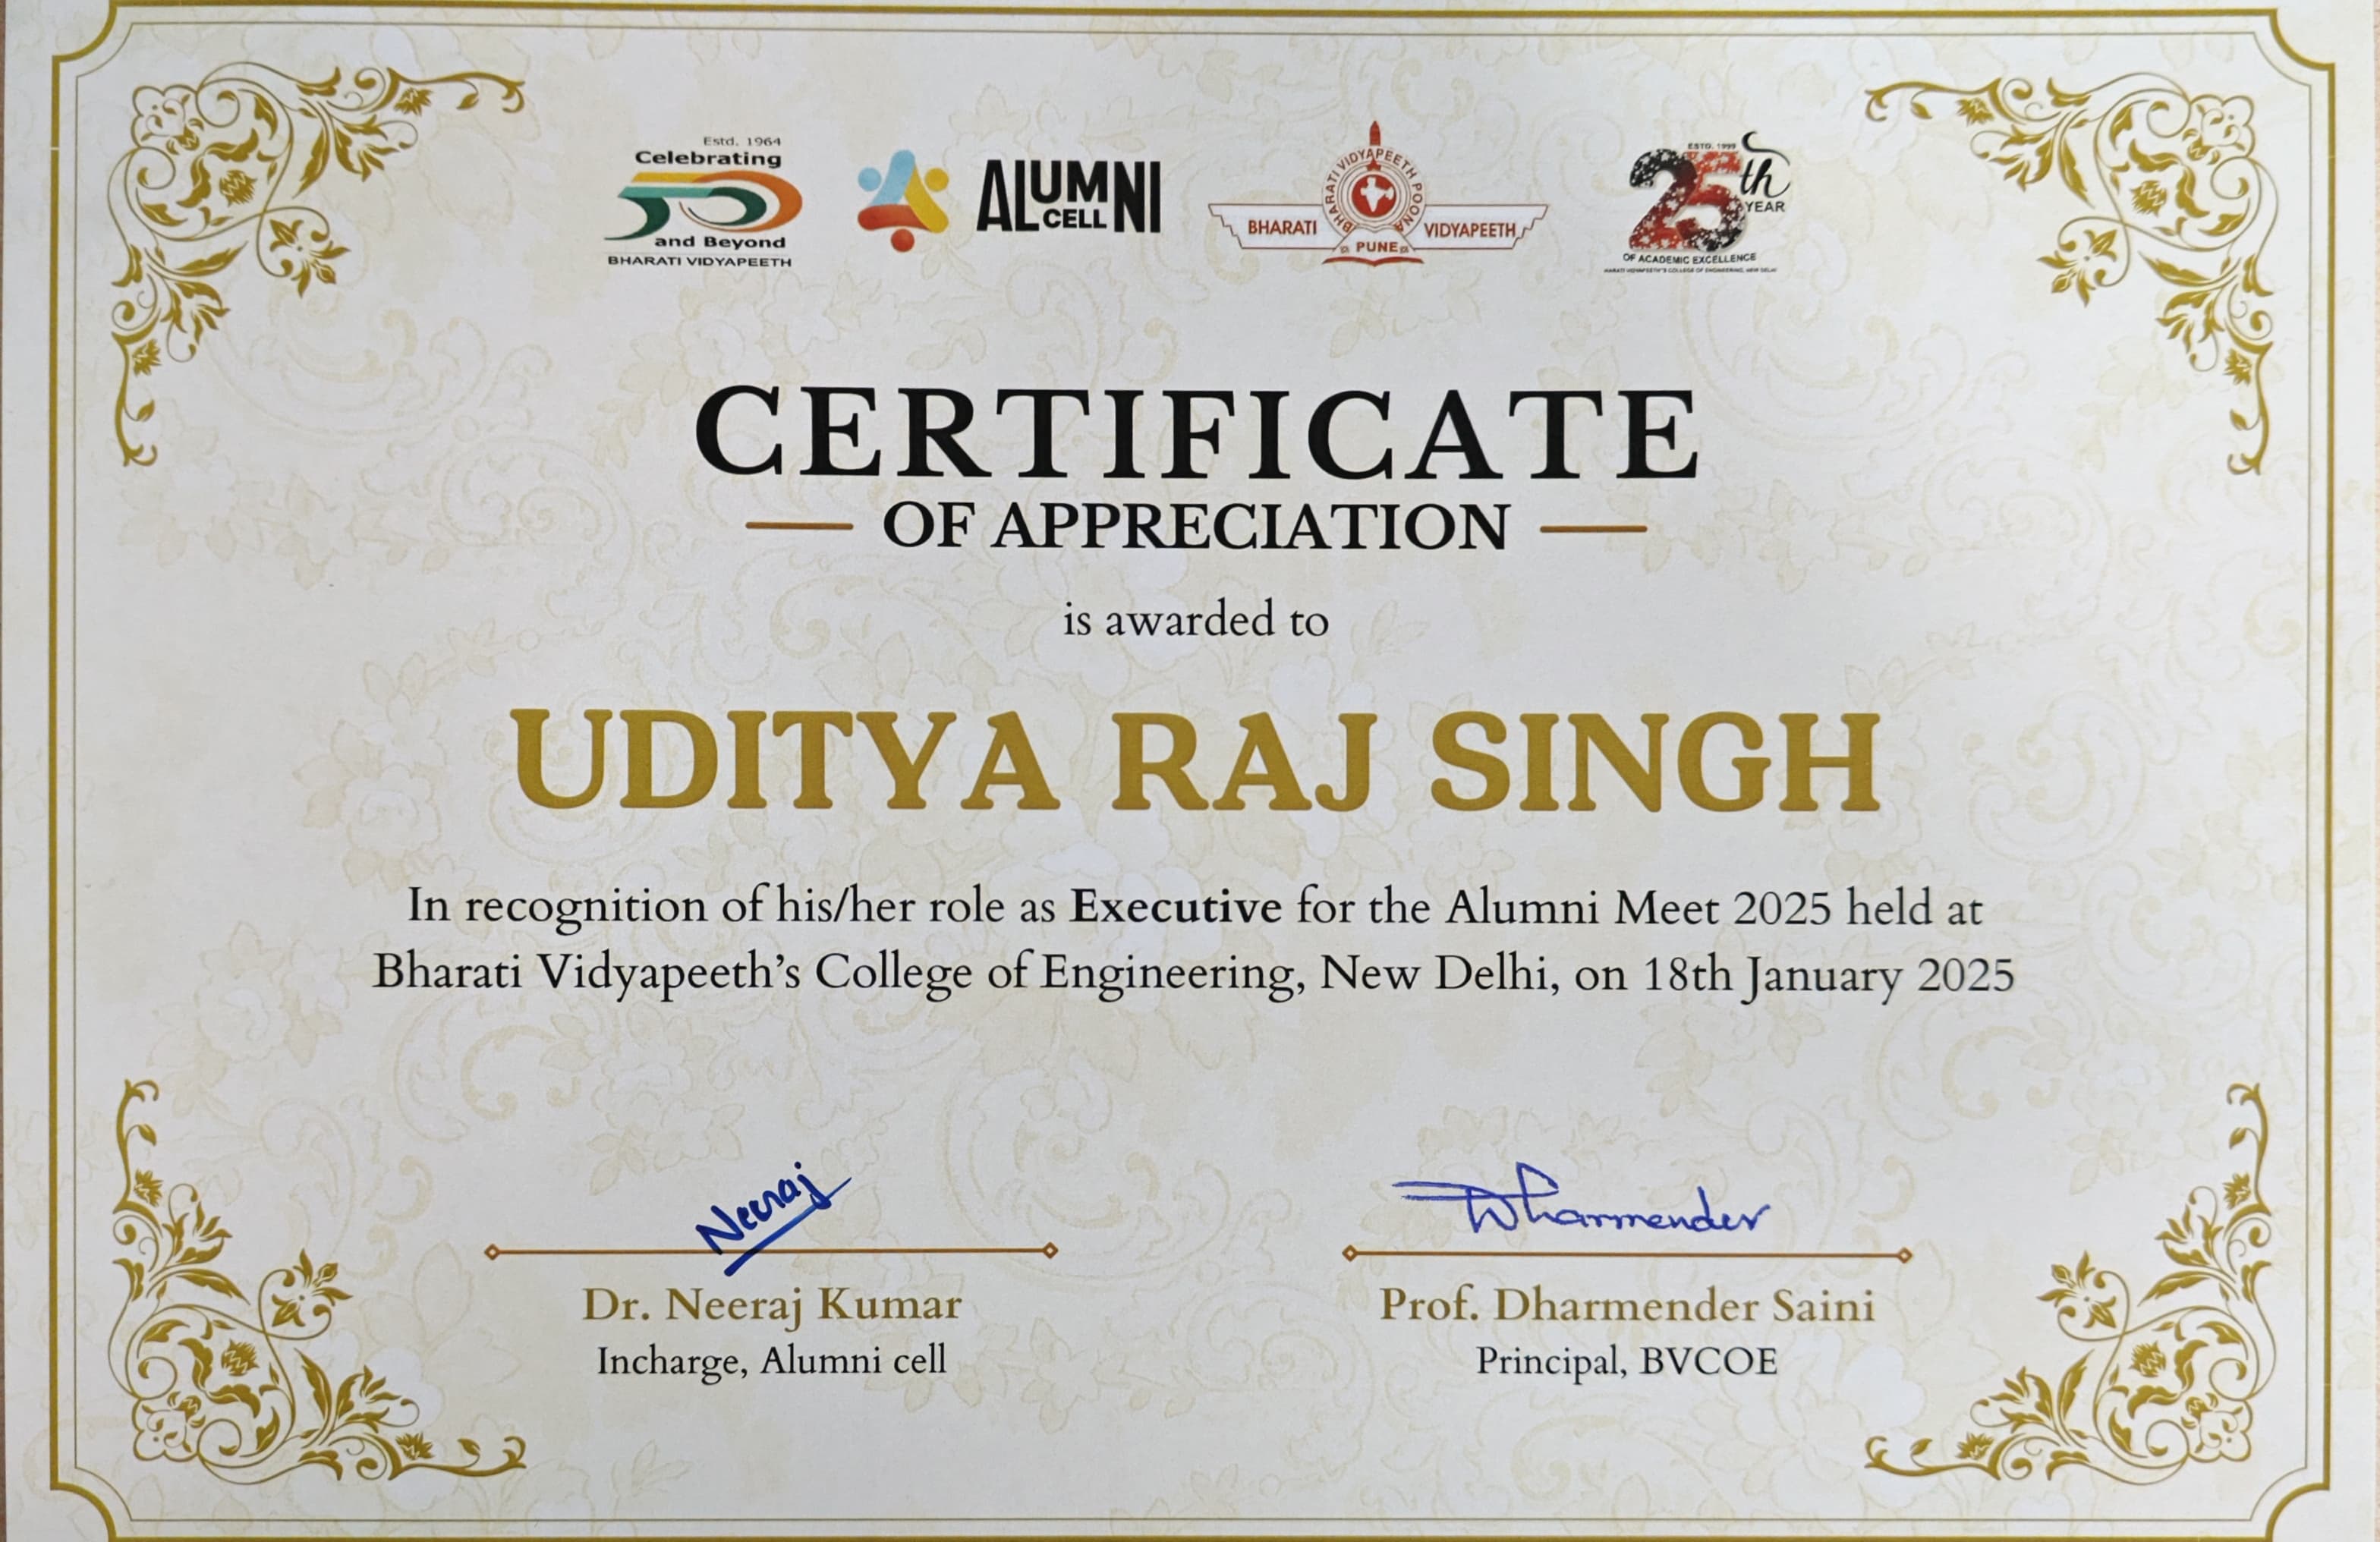 Estd. 1964
Celebrating
50
and Beyond
BHARATI VIDYAPEETH
ALUMNI
CELL
BHARATI VIDYAPEETH POONA
BHARATI
VIDYAPEETH
PUNE
ESTD. 1999
25th
YEAR
OF ACADEMIC EXCELLENCE
BHARATI VIDYAPEETH'S COLLEGE OF ENGINEERING, NEW DELHI
CERTIFICATE
OF APPRECIATION
is awarded to
UDITYA RAJ SINGH
In recognition of his/her role as Executive for the Alumni Meet 2025 held at
Bharati Vidyapeeth's College of Engineering, New Delhi, on 18th January 2025
Neeraj
Dharmender
Dr. Neeraj Kumar
Prof. Dharmender Saini
Incharge, Alumni cell
Principal, BVCOE